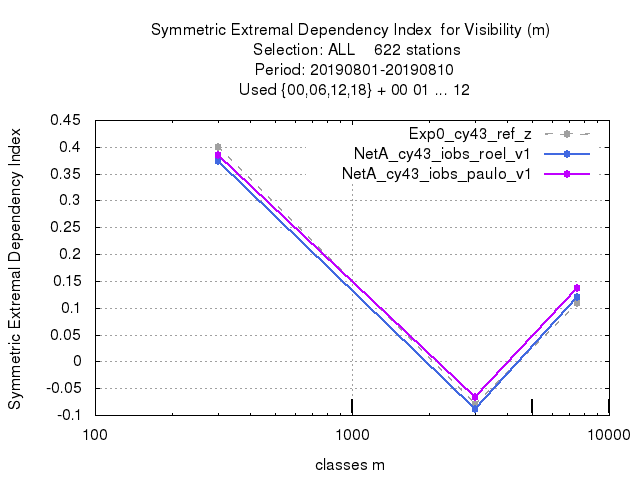 Symmetric Extremal Dependency Index  for Visibility (m)
Selection: ALL    622 stations
Period: 20190801-20190810
Used {00,06,12,18} + 00 01 ... 12
Symmetric Extremal Dependency Index
0.45
0.4
0.35
0.3
0.25
0.2
0.15
0.1
0.05
0
-0.05
-0.1
Exp0_cy43_ref_z
NetA_cy43_iobs_roel_v1
NetA_cy43_iobs_paulo_v1
100
1000
10000
classes m